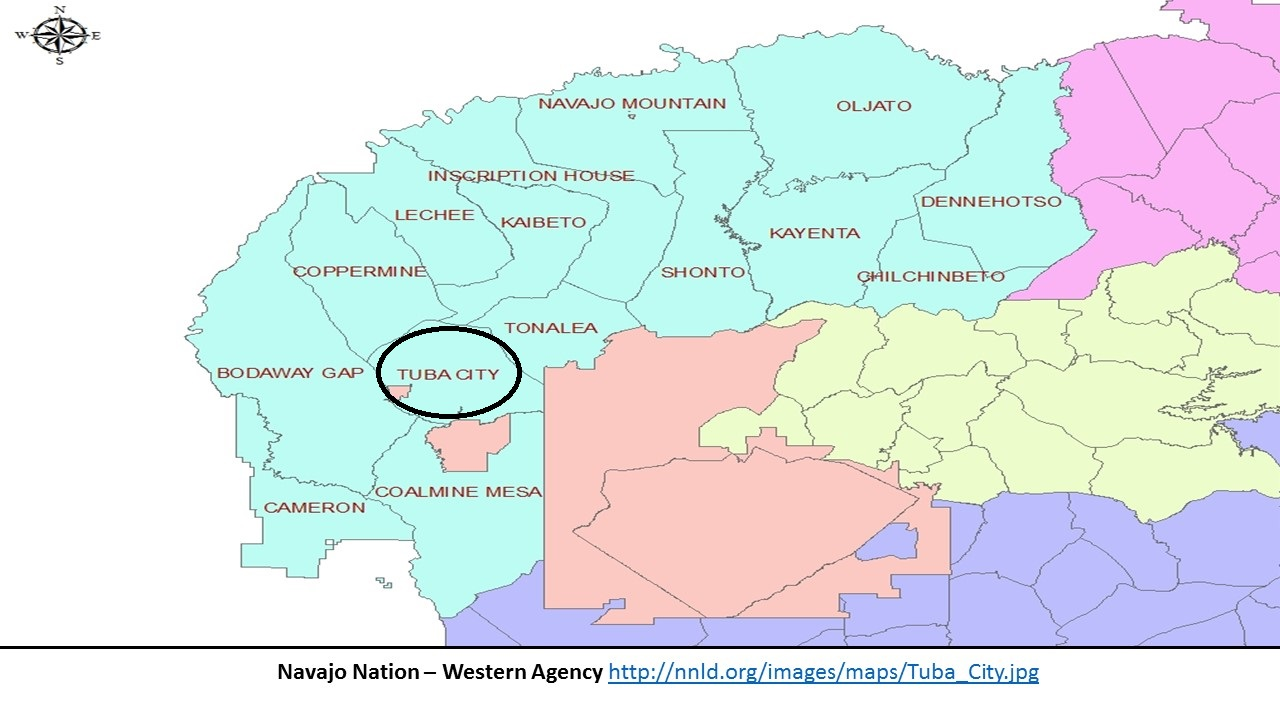 N
W E
S
NAVAJO MOUNTAIN
OLJATO
INSCRIPTION HOUSE
LECHEE
KAIBETO
DENNEHOTSO
KAYENTA
COPPERMINE
SHONTO
CHILCHINBETO
TONALEA
BODAWAY GAP
TUBA CITY
COALMINE MESA
CAMERON
Navajo Nation – Western Agency http://nnld.org/images/maps/Tuba_City.jpg